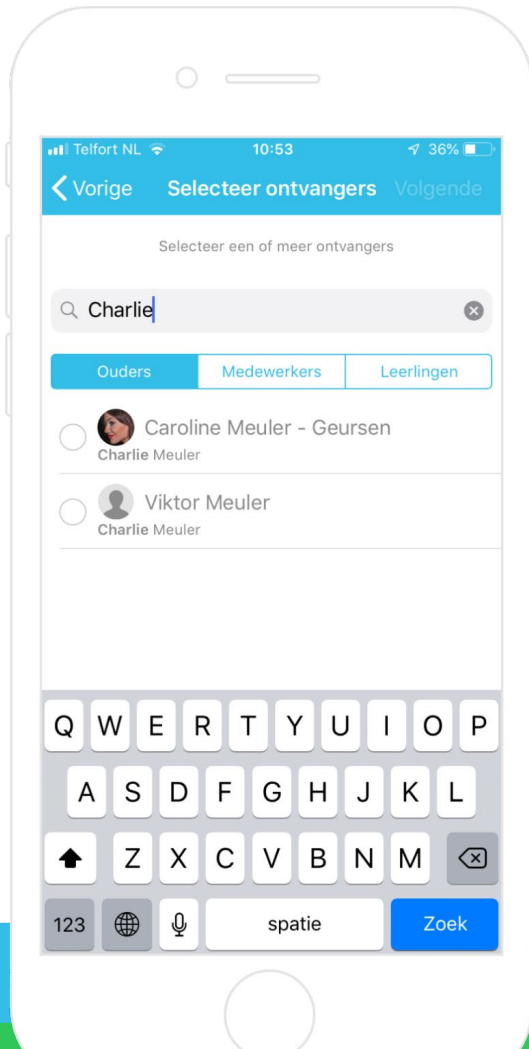 Telfort NL 10:53 36%
Vorige Selecteer ontvangers Volgende
Selecteer een of meer ontvangers
Charlie
Ouders Medewerkers Leerlingen
Caroline Meuler - Geursen
Charlie Meuler
Viktor Meuler
Charlie Meuler
Q W E R T Y U I O P
A S D F G H J K L
Z X C V B N M
123 spatie Zoek